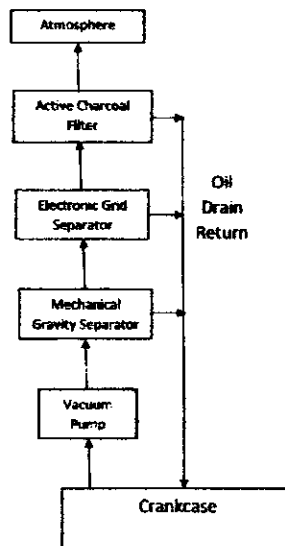 Atmosphere
Active Charcoal
Filter
Electronic Grid
Separator
Oil
Drain
Return
Mechanical
Gravity Separator
Vacuum
Pump
Crankcase